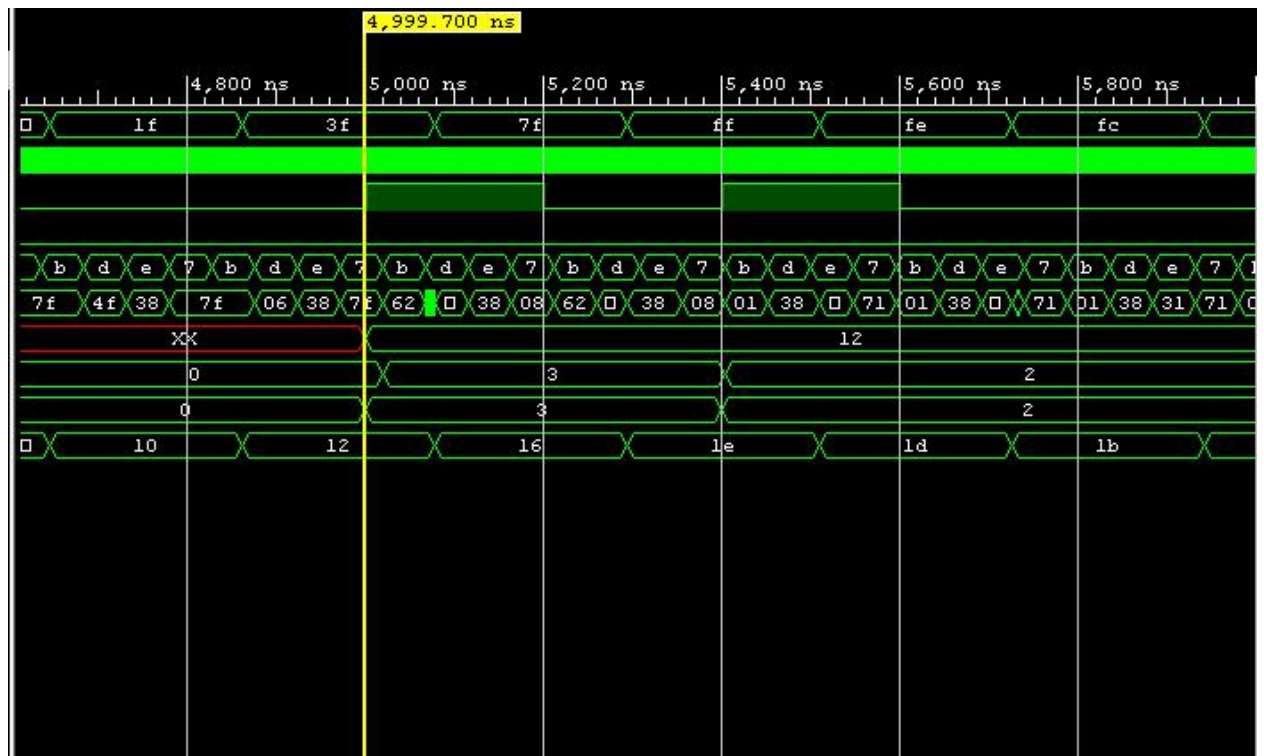 4,999.700 ns
4,800 ns 5,000 ns 5,200 ns 5,400 ns 5,600 ns 5,800 ns
1f 3f 7f ff fe fc
b d e 7 b d e 7 b d e 7 b d e 7 b d e 7 b d e 7 b d e 7
7f 4f 38 7f 06 38 7f 62 38 08 62 38 08 01 38 71 01 38 71 01 38 31 71
XX 12
0 3 2
0 3 2
10 12 16 1e 1d 1b